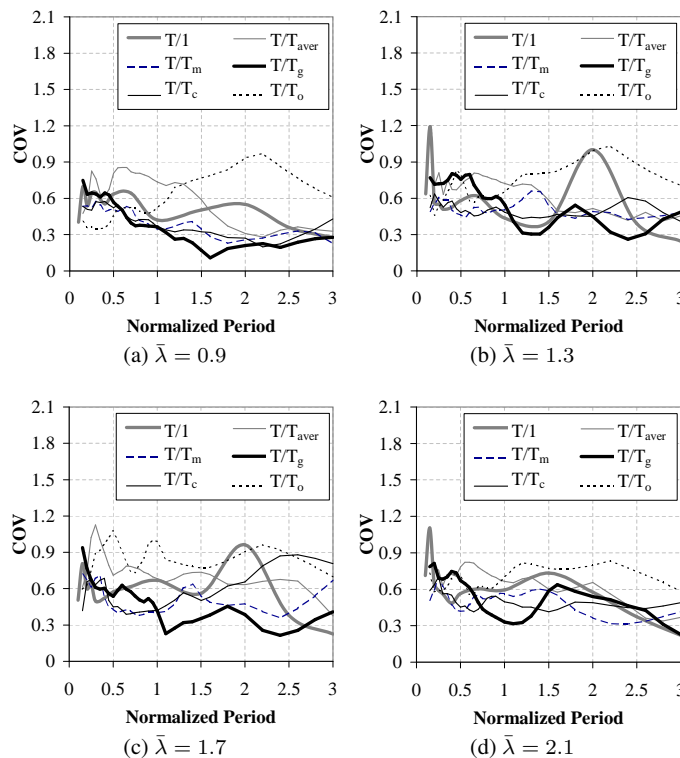 2.1
1.8
1.5
1.2
0.9
0.6
0.3
0
COV
T/1
T/Taver
T/Tm
T/Tg
T/Tc
T/To
0 0.5 1 1.5 2 2.5 3
Normalized Period
(a) λ̄ = 0.9
2.1
1.8
1.5
1.2
0.9
0.6
0.3
0
COV
T/1
T/Taver
T/Tm
T/Tg
T/Tc
T/To
0 0.5 1 1.5 2 2.5 3
Normalized Period
(b) λ̄ = 1.3
2.1
1.8
1.5
1.2
0.9
0.6
0.3
0
COV
T/1
T/Taver
T/Tm
T/Tg
T/Tc
T/To
0 0.5 1 1.5 2 2.5 3
Normalized Period
(c) λ̄ = 1.7
2.1
1.8
1.5
1.2
0.9
0.6
0.3
0
COV
T/1
T/Taver
T/Tm
T/Tg
T/Tc
T/To
0 0.5 1 1.5 2 2.5 3
Normalized Period
(d) λ̄ = 2.1